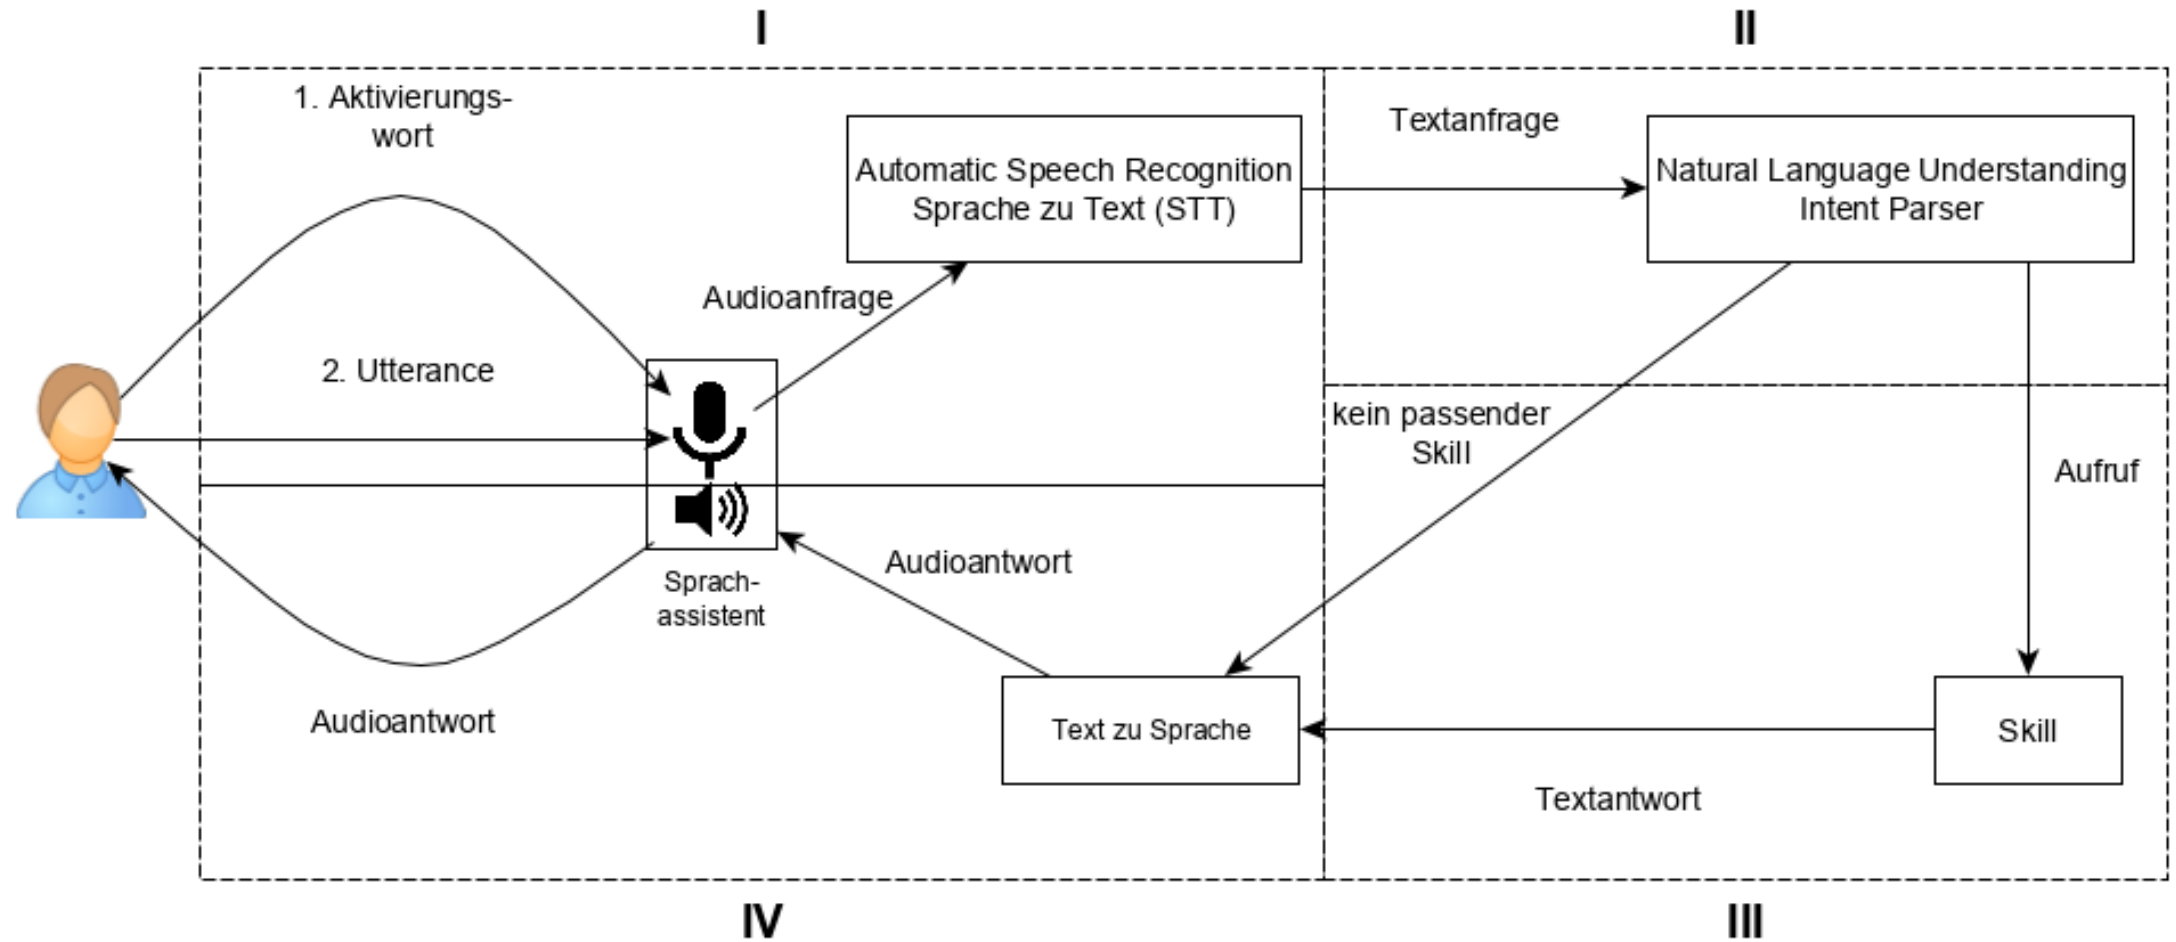 I
II
1. Aktivierungs-
wort
Automatic Speech Recognition
Sprache zu Text (STT)
Textanfrage
Natural Language Understanding
Intent Parser
Audioanfrage
2. Utterance
kein passender
Skill
Aufruf
Sprach-
assistent
Audioantwort
Audioantwort
Text zu Sprache
Skill
Textantwort
IV
III